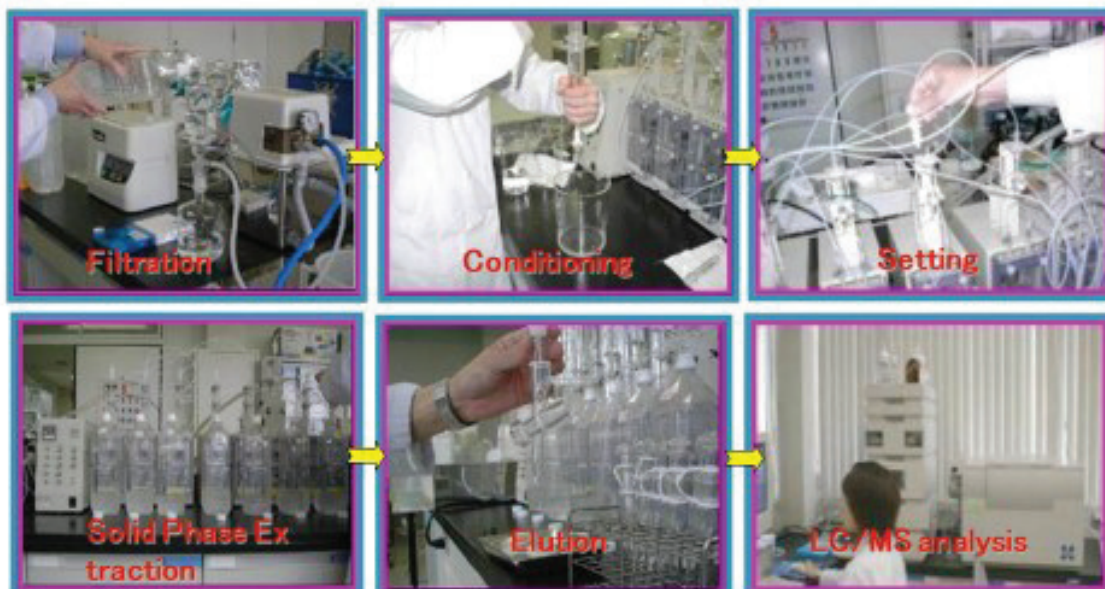 Filtration
Conditioning
Setting
Solid Phase Ex
traction
Elution
LC/MS analysis